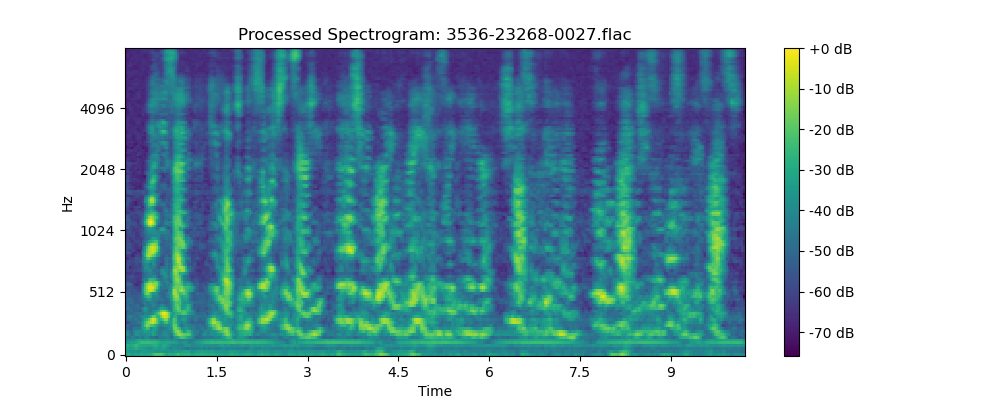 Processed Spectrogram: 3536-23268-0027.flac
Hz
4096
2048
1024
512
0
0 1.5 3 4.5 6 7.5 9
Time
+0 dB
-10 dB
-20 dB
-30 dB
-40 dB
-50 dB
-60 dB
-70 dB